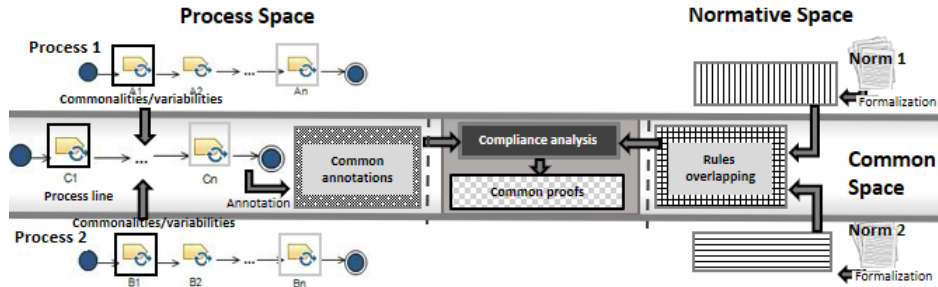 Process Space
Normative Space
Process 1
A1
A2
...
An
Commonalities/variabilities
Norm 1
Formalization
C1
...
Cn
Process line
Annotation
Common
annotations
Compliance analysis
Common proofs
Rules
overlapping
Common
Space
Commonalities/variabilities
Process 2
B1
B2
...
Bn
Norm 2
Formalization